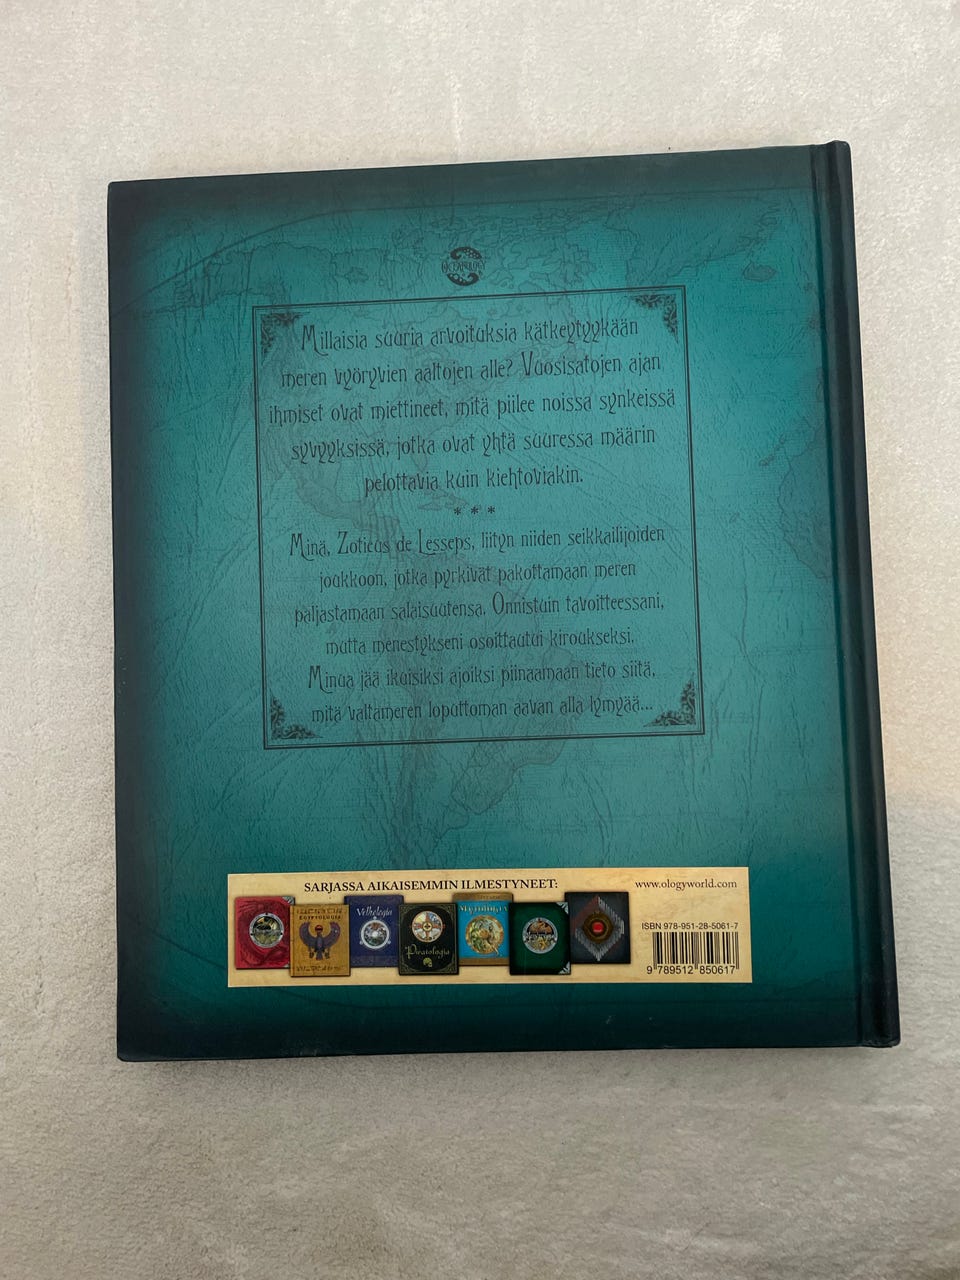 OCEANOLOGY
Millaisia suuria arvoituksia kätkeytyykään
meren vyöryvien aaltojen alle? Vuosisatojen ajan
ihmiset ovat miettineet, mitä piilee noissa synkeissä
syvyyksissä, jotka ovat yhtä suuressa määrin
pelottavia kuin kiehtoviakin.
* * *
Minä, Zoticus de Lesseps, liityn niiden seikkailijoiden
joukkoon, jotka pyrkivät pakottamaan meren
paljastamaan salaisuutensa. Onnistuin tavoitteessani,
mutta menestykseni osoittautui kiroukseksi.
Minua jää ikuisiksi ajoiksi piinaamaan tieto siitä,
mitä valtameren loputtoman aavan alla lymyää...
SARJASSA AIKAISEMMIN ILMESTYNEET:
www.ologyworld.com
EGYPTOLOGIA
Velhologia
Piratologia
MYTOLOGIA
ISBN 978-951-28-5061-7
9 789512 850617